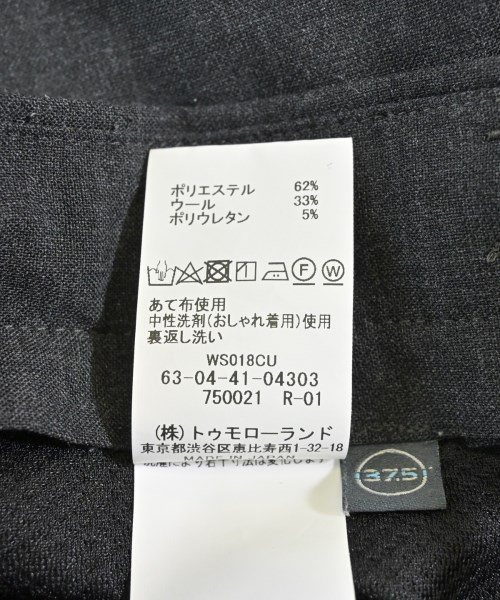 ポリエステル 62%
ウール 33%
ポリウレタン 5%
F W
あて布使用
中性洗剤(おしゃれ着用)使用
裏返し洗い
WS018CU
63-04-41-04303
750021 R-01
(株)トゥモローランド
東京都渋谷区恵比寿西1-32-18
MADE IN JAPAN
37.5